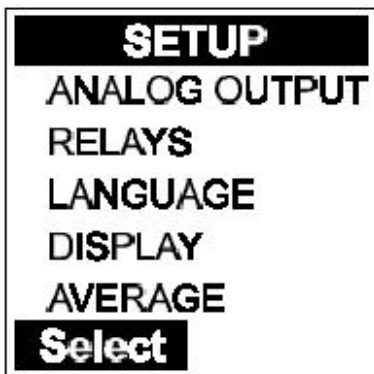 SETUP
ANALOG OUTPUT
RELAYS
LANGUAGE
DISPLAY
AVERAGE
Select